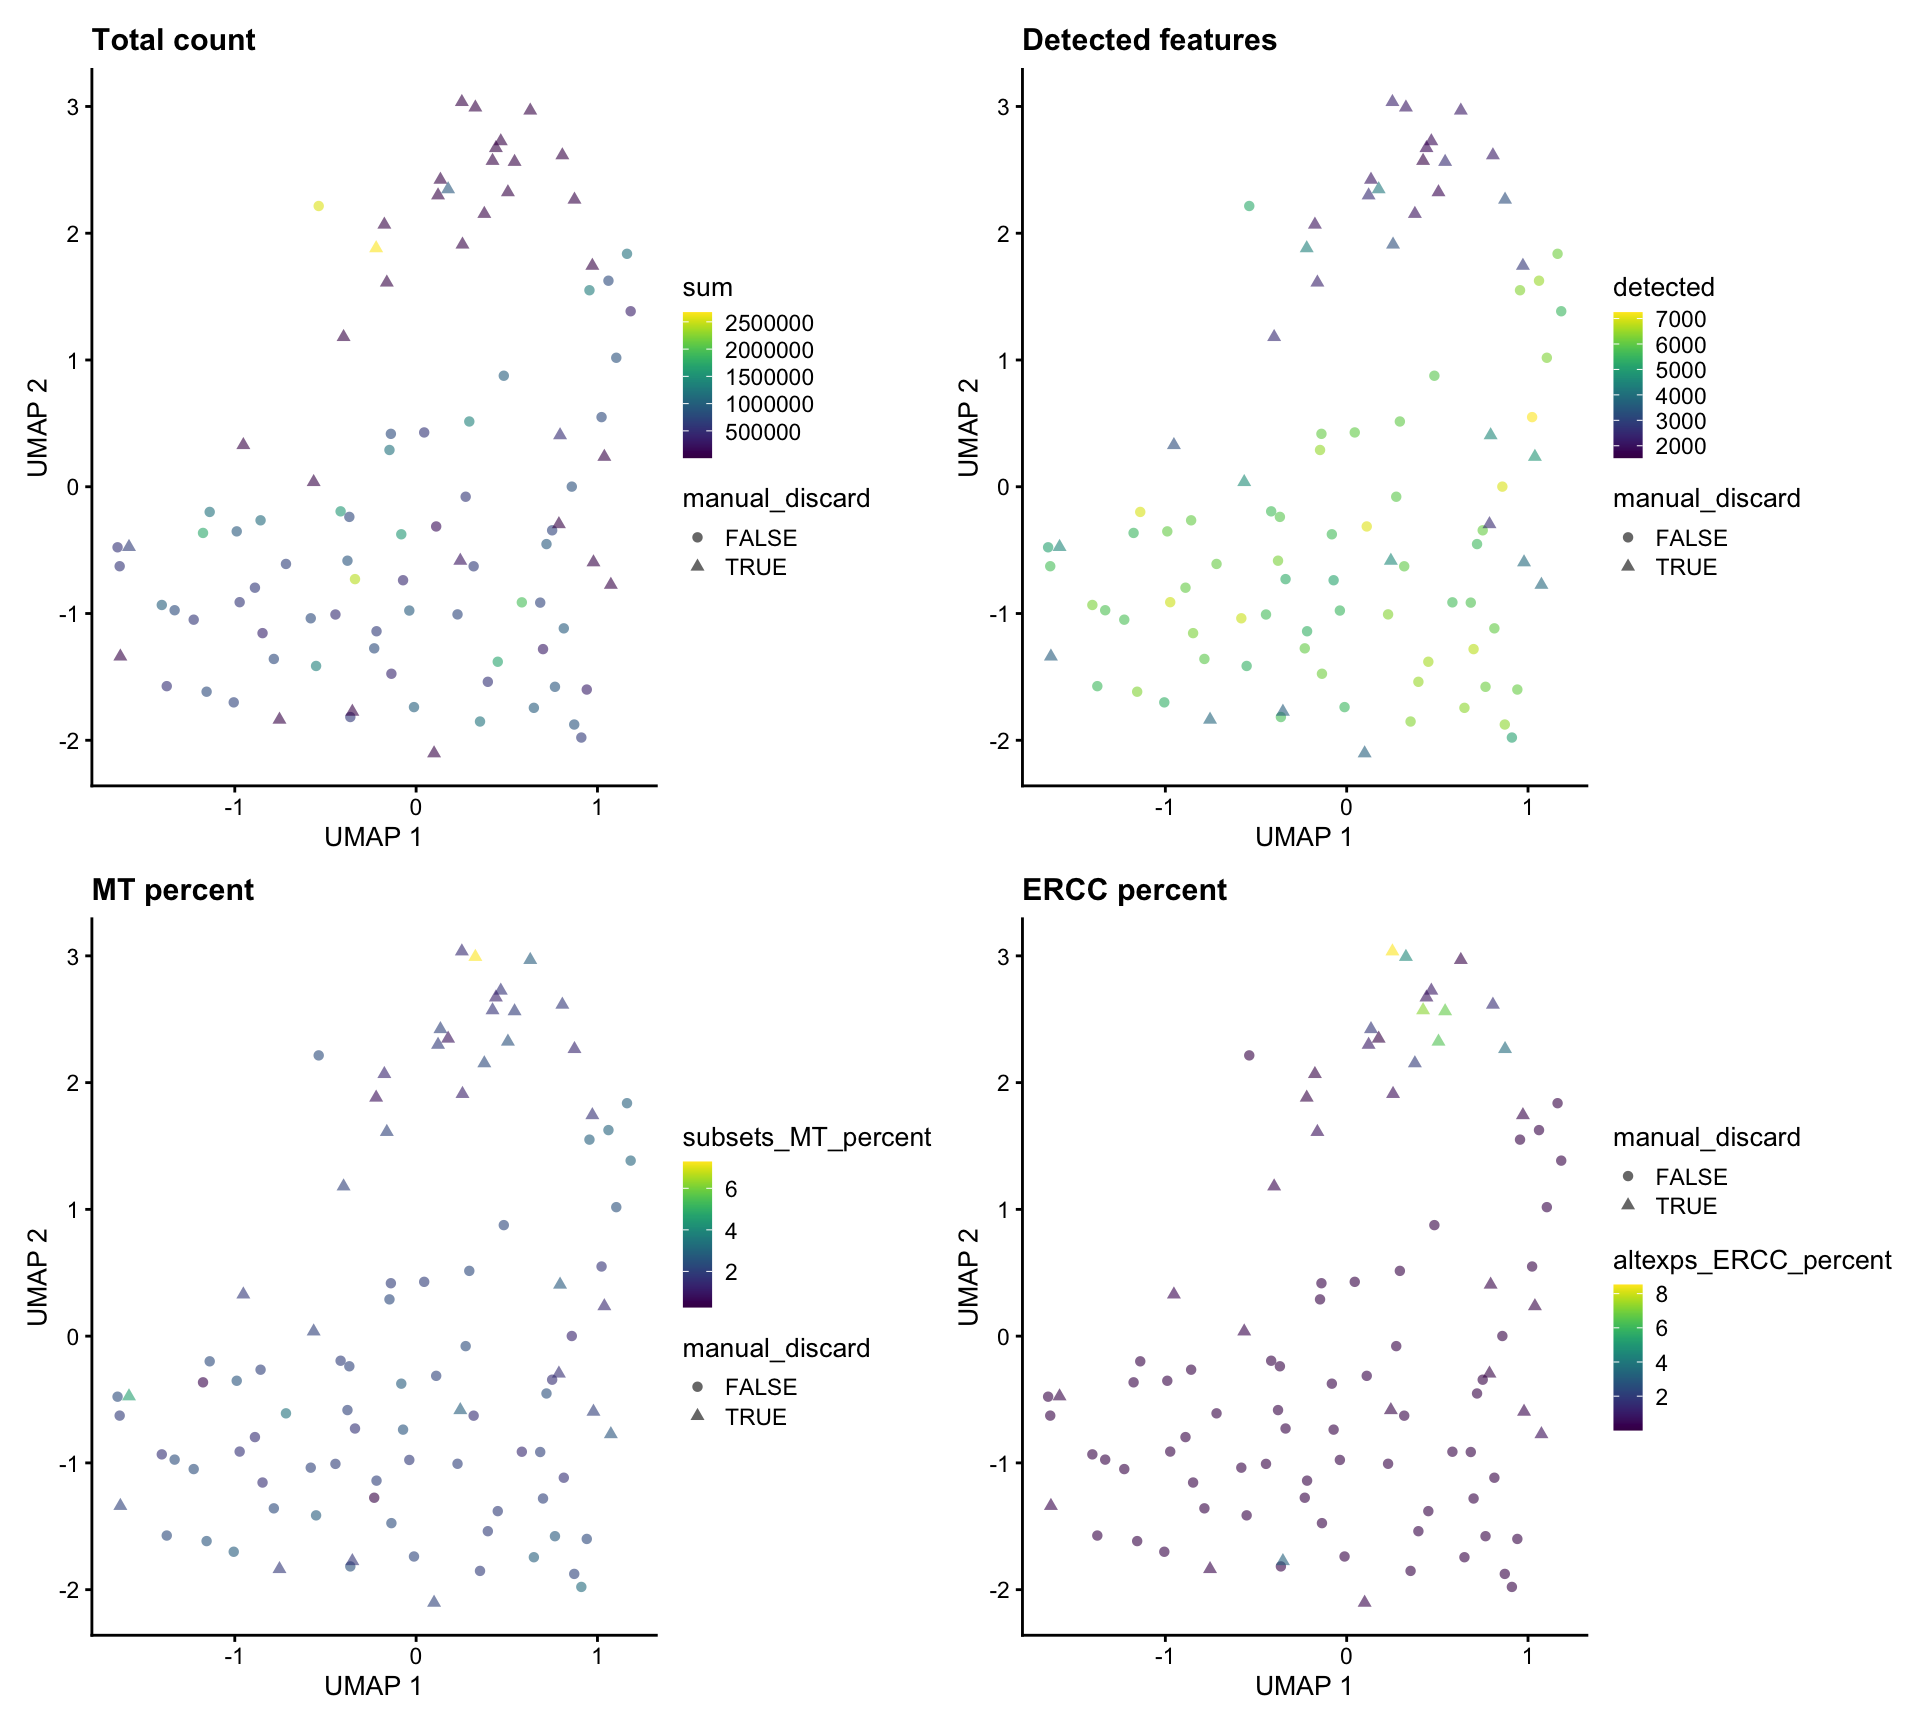 Total count
3
2
1
0
-1
-2
UMAP 2
-1 0 1
UMAP 1
sum
2500000
2000000
1500000
1000000
500000
manual_discard
FALSE
TRUE
Detected features
3
2
1
0
-1
-2
UMAP 2
-1 0 1
UMAP 1
detected
7000
6000
5000
4000
3000
2000
manual_discard
FALSE
TRUE
MT percent
3
2
1
0
-1
-2
UMAP 2
-1 0 1
UMAP 1
subsets_MT_percent
6
4
2
manual_discard
FALSE
TRUE
ERCC percent
3
2
1
0
-1
-2
UMAP 2
-1 0 1
UMAP 1
manual_discard
FALSE
TRUE
altexps_ERCC_percent
8
6
4
2